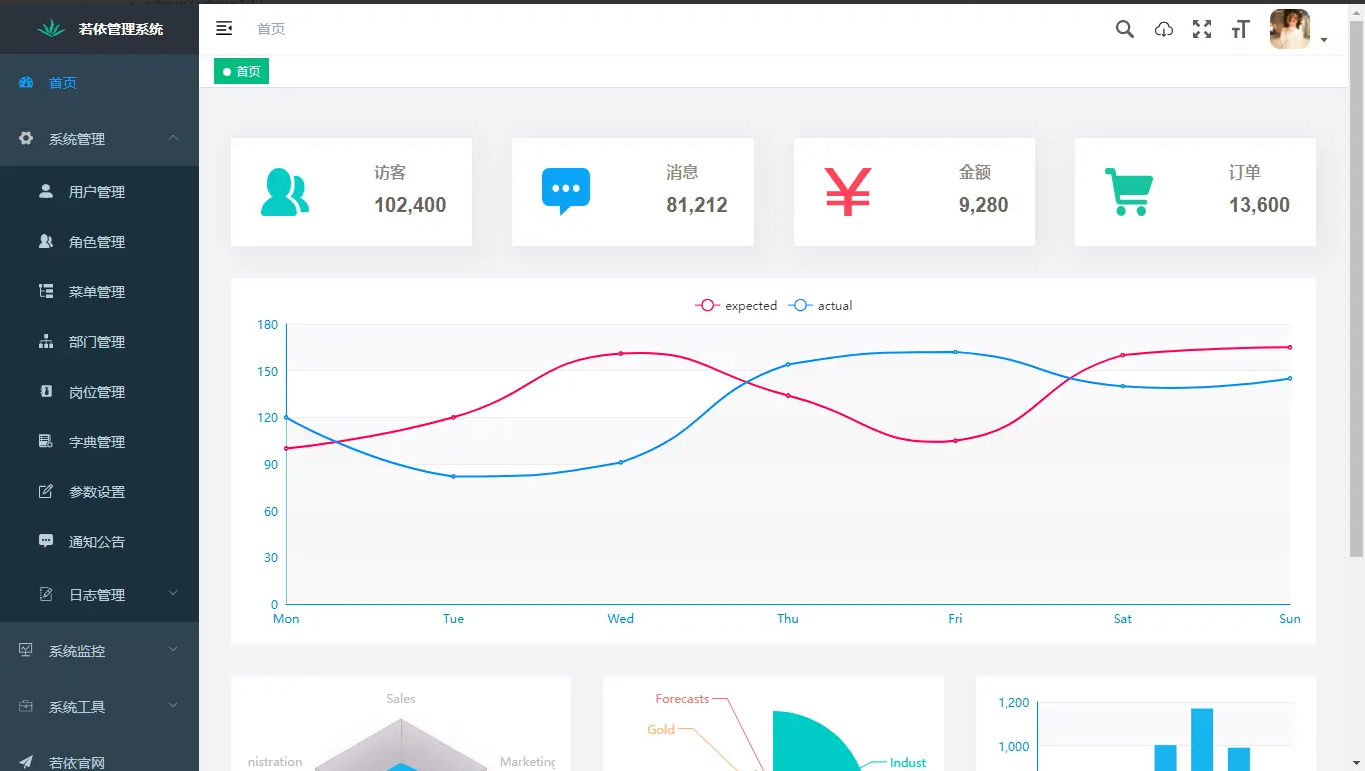 若依管理系统
首页
首页
首页
系统管理
用户管理
角色管理
菜单管理
部门管理
岗位管理
字典管理
参数设置
通知公告
日志管理
系统监控
系统工具
若依官网
访客
102,400
消息
81,212
金额
9,280
订单
13,600
expected
actual
180
150
120
90
60
30
0
Mon
Tue
Wed
Thu
Fri
Sat
Sun
Sales
nistration
Marketing
Forecasts
Gold
Indust
1,200
1,000